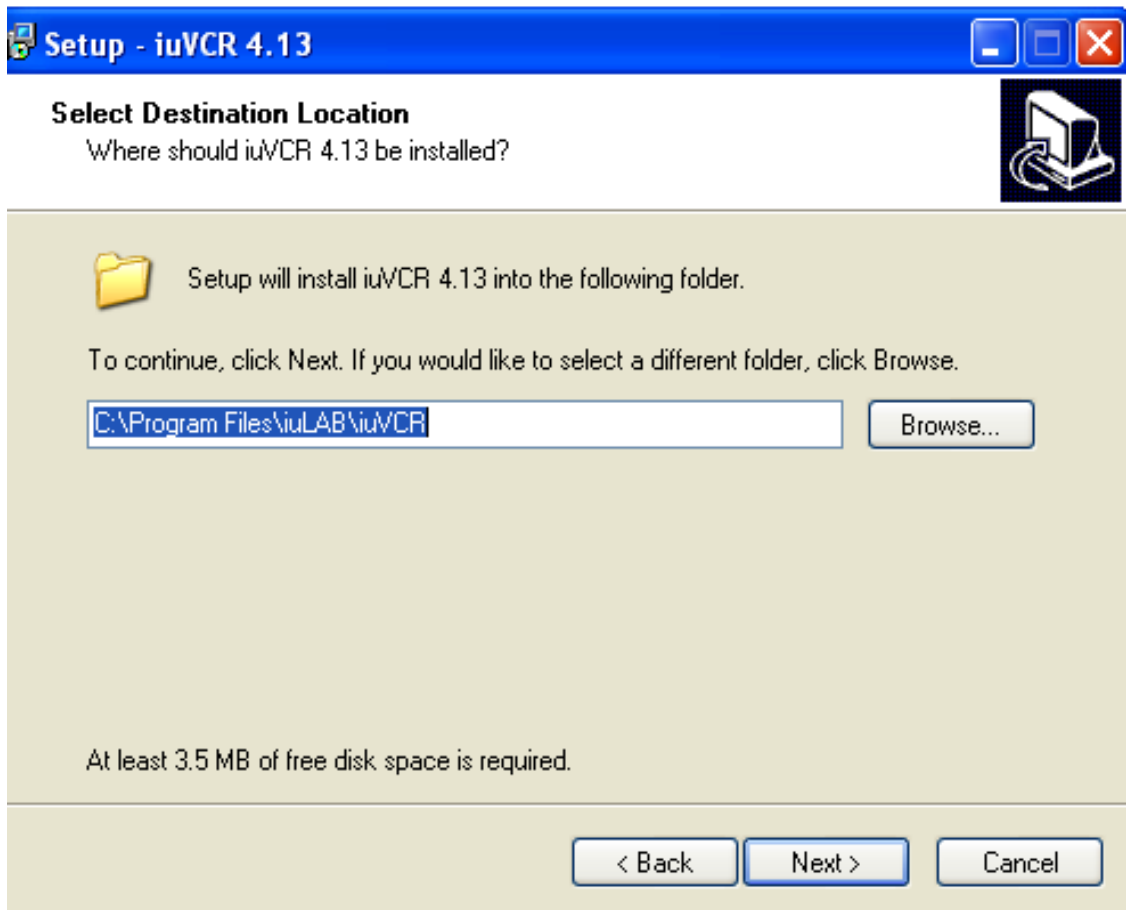 Setup - iuVCR 4.13
Select Destination Location
Where should iuVCR 4.13 be installed?
Setup will install iuVCR 4.13 into the following folder.
To continue, click Next. If you would like to select a different folder, click Browse.
C:\Program Files\iuLAB\iuVCR
Browse...
At least 3.5 MB of free disk space is required.
< Back
Next >
Cancel